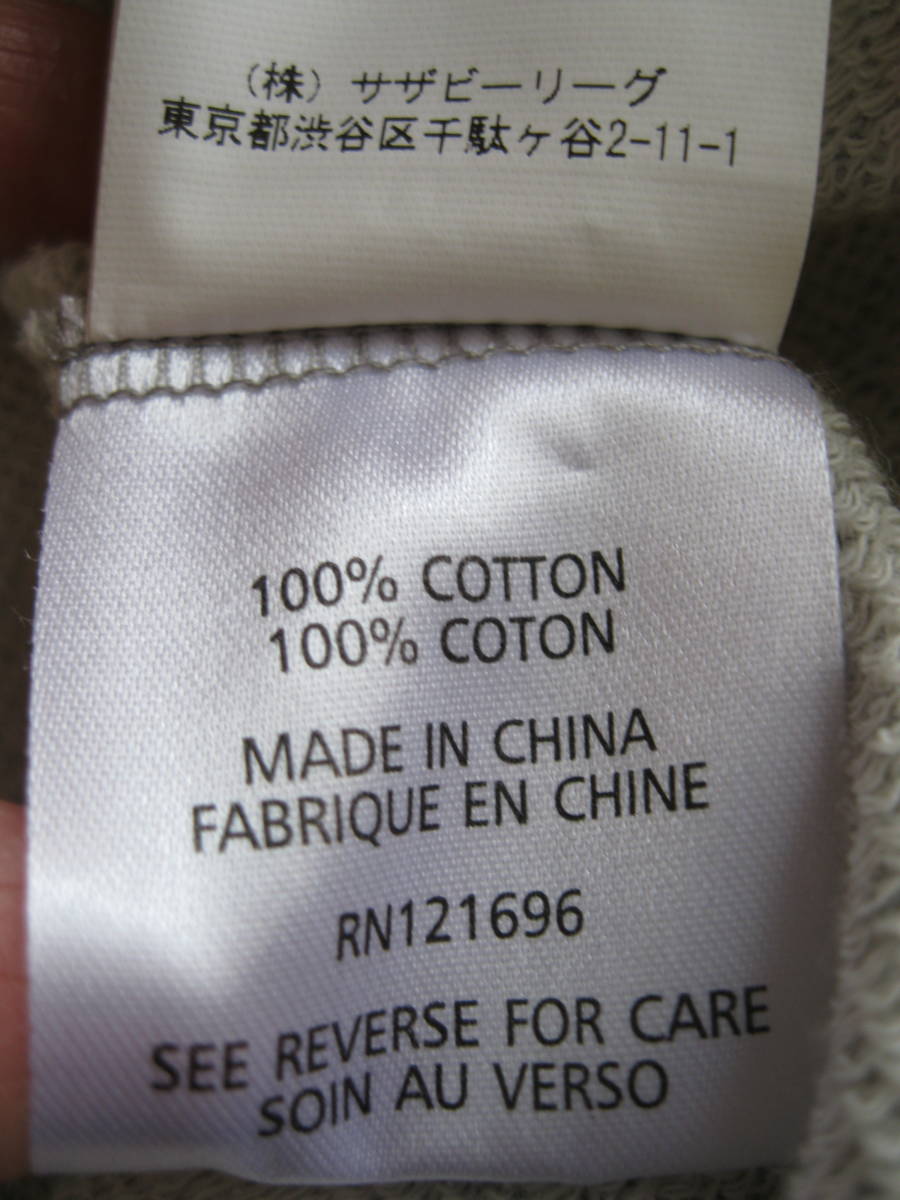 （株）サザビーリーグ
東京都渋谷区千駄ヶ谷2-11-1
100% COTTON
100% COTON
MADE IN CHINA
FABRIQUE EN CHINE
RN121696
SEE REVERSE FOR CARE
SOIN AU VERSO